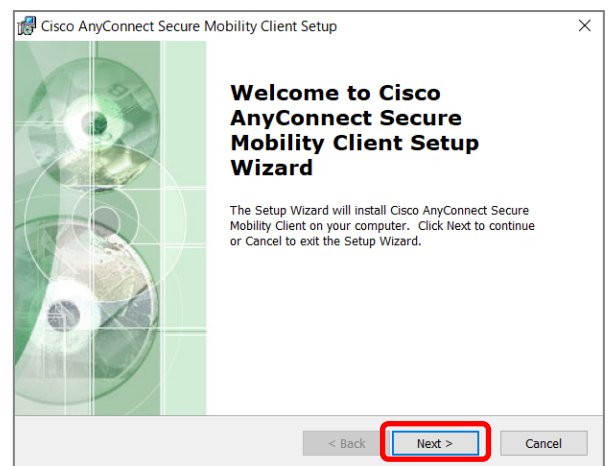 Cisco AnyConnect Secure Mobility Client Setup
Welcome to Cisco
AnyConnect Secure
Mobility Client Setup
Wizard
The Setup Wizard will install Cisco AnyConnect Secure
Mobility Client on your computer. Click Next to continue
or Cancel to exit the Setup Wizard.
< Back Next > Cancel